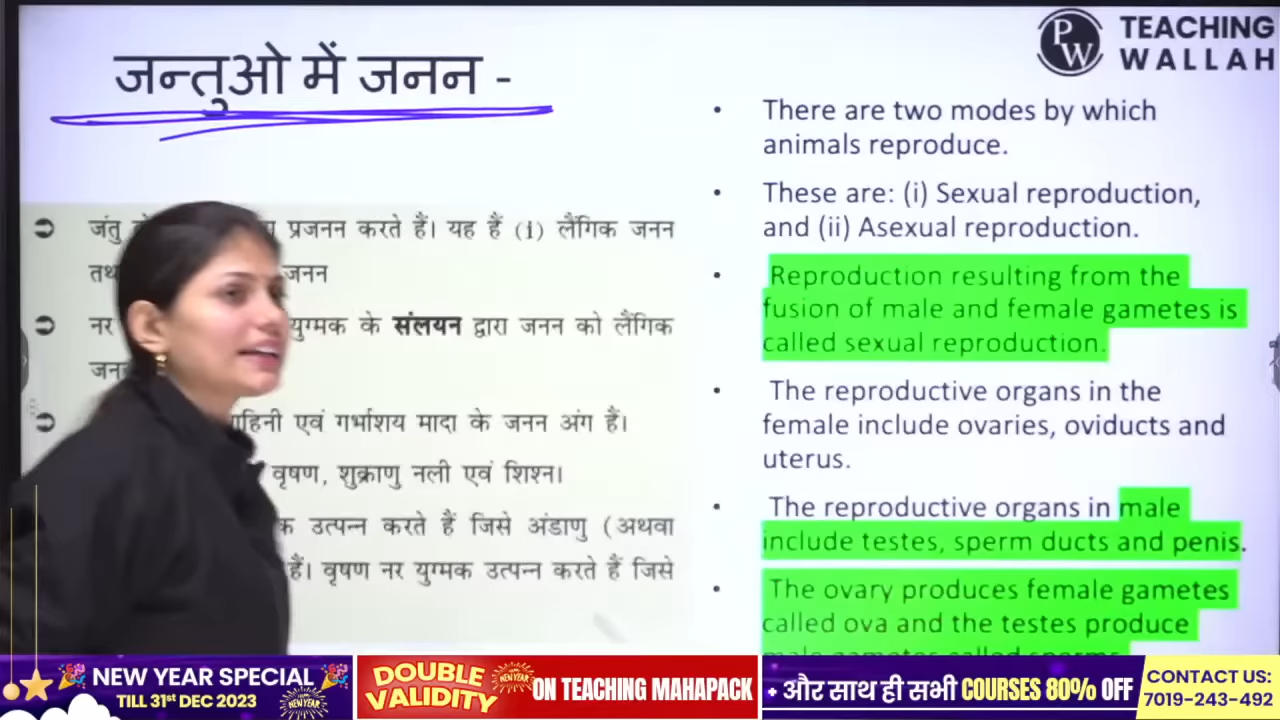 जन्तुओ में जनन -
PW TEACHING WALLAH
जंतु प्रजनन करते हैं। यह हैं (i) लैंगिक जनन
जनन
नर युग्मक के संलयन द्वारा जनन को लैंगिक
एवं गर्भाशय मादा के जनन अंग हैं।
वृषण, शुक्राणु नली एवं शिश्न।
उत्पन्न करते हैं जिसे अंडाणु (अथवा
हैं। वृषण नर युग्मक उत्पन्न करते हैं जिसे
• There are two modes by which
animals reproduce.
• These are: (i) Sexual reproduction,
and (ii) Asexual reproduction.
• Reproduction resulting from the
fusion of male and female gametes is
called sexual reproduction.
• The reproductive organs in the
female include ovaries, oviducts and
uterus.
• The reproductive organs in male
include testes, sperm ducts and penis.
• The ovary produces female gametes
called ova and the testes produce
male gametes called sperms.
NEW YEAR SPECIAL
TILL 31st DEC 2023
DOUBLE VALIDITY
ON TEACHING MAHAPACK
+ और साथ ही सभी COURSES 80% OFF
CONTACT US:
7019-243-492